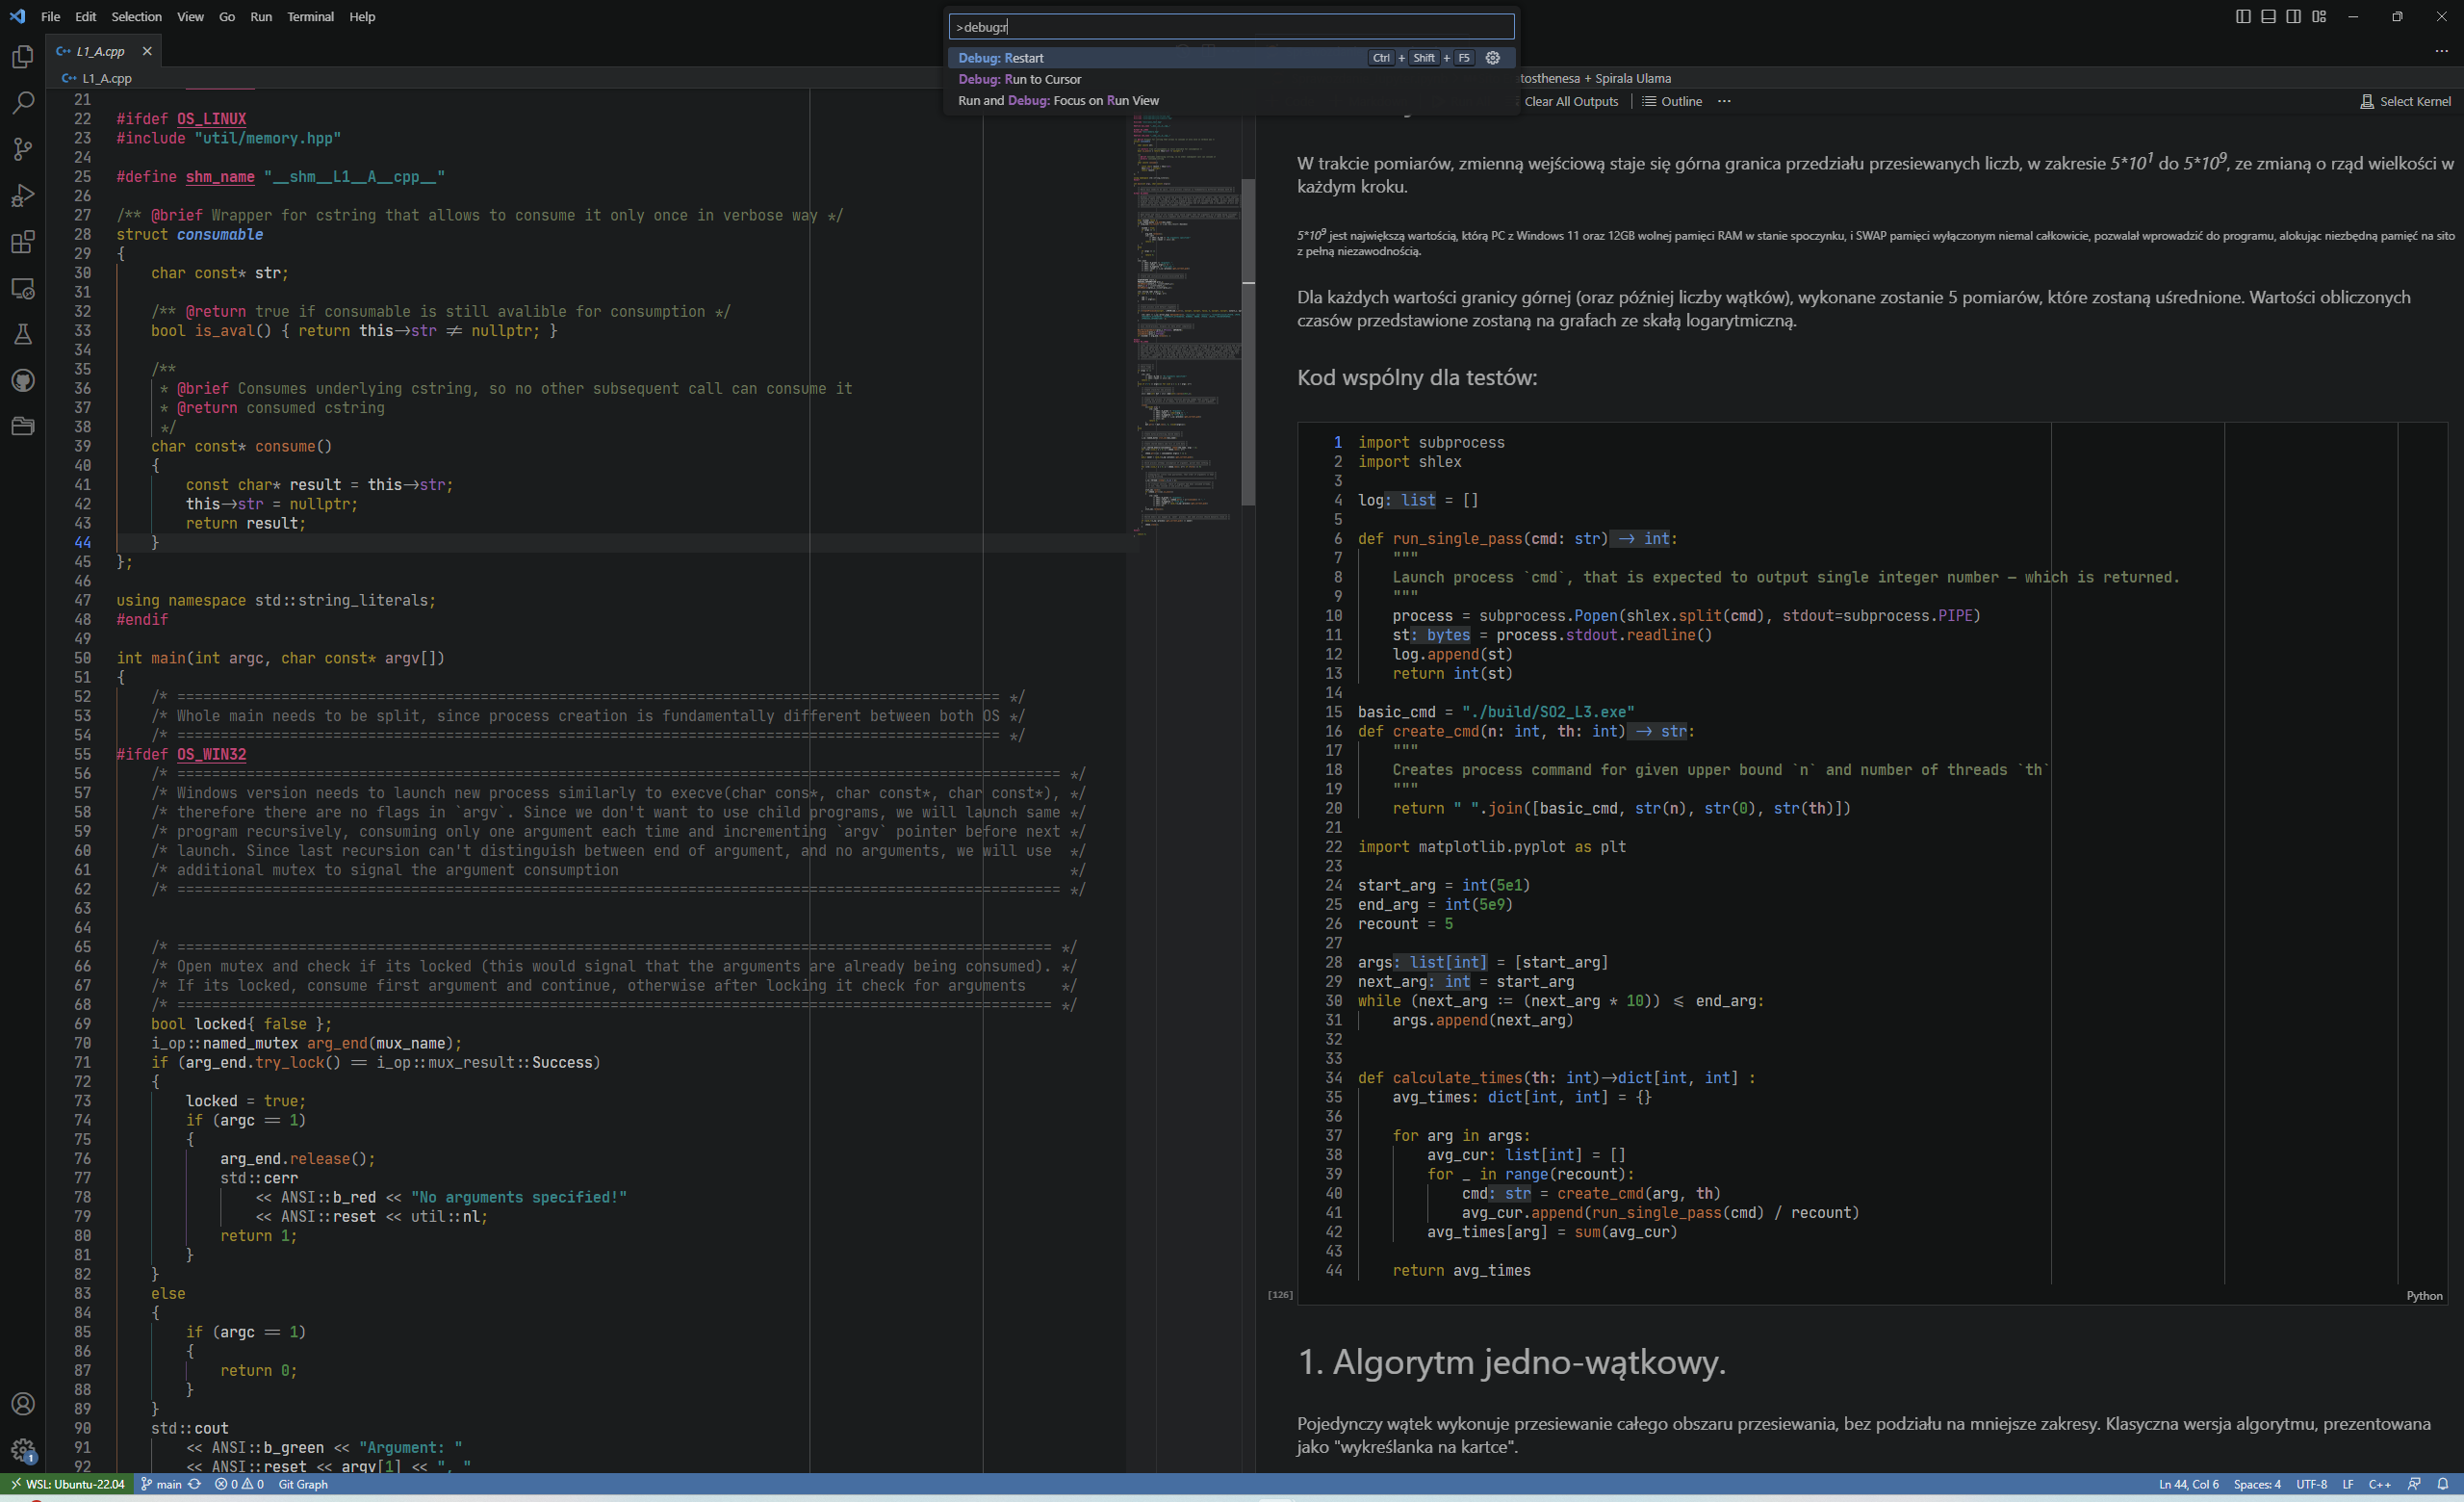 File Edit Selection View Go Run Terminal Help
>debug:r
Debug: Restart Ctrl + Shift + F5
Debug: Run to Cursor
Run and Debug: Focus on Run View
C++ L1_A.cpp
C++ L1_A.cpp
21
22 #ifdef OS_LINUX
23 #include "util/memory.hpp"
24
25 #define shm_name "__shm__L1__A__cpp__"
26
27 /** @brief Wrapper for cstring that allows to consume it only once in verbose way */
28 struct consumable
29 {
30 char const* str;
31
32 /** @return true if consumable is still avalible for consumption */
33 bool is_aval() { return this->str != nullptr; }
34
35 /**
36 * @brief Consumes underlying cstring, so no other subsequent call can consume it
37 * @return consumed cstring
38 */
39 char const* consume()
40 {
41 const char* result = this->str;
42 this->str = nullptr;
43 return result;
44 }
45 };
46
47 using namespace std::string_literals;
48 #endif
49
50 int main(int argc, char const* argv[])
51 {
52 /* =============================================================================================== */
53 /* Whole main needs to be split, since process creation is fundamentally different between both OS */
54 /* =============================================================================================== */
55 #ifdef OS_WIN32
56 /* ====================================================================================================== */
57 /* Windows version needs to launch new process similarly to execve(char cons*, char const*, char const*), */
58 /* therefore there are no flags in `argv`. Since we don't want to use child programs, we will launch same */
59 /* program recursively, consuming only one argument each time and incrementing `argv` pointer before next */
60 /* launch. Since last recursion can't distinguish between end of argument, and no arguments, we will use */
61 /* additional mutex to signal the argument consumption */
62 /* ====================================================================================================== */
63
64
65 /* ===================================================================================================== */
66 /* Open mutex and check if its locked (this would signal that the arguments are already being consumed). */
67 /* If its locked, consume first argument and continue, otherwise after locking it check for arguments */
68 /* ===================================================================================================== */
69 bool locked{ false };
70 i_op::named_mutex arg_end(mux_name);
71 if (arg_end.try_lock() == i_op::mux_result::Success)
72 {
73 locked = true;
74 if (argc == 1)
75 {
76 arg_end.release();
77 std::cerr
78 << ANSI::b_red << "No arguments specified!"
79 << ANSI::reset << util::nl;
80 return 1;
81 }
82 }
83 else
84 {
85 if (argc == 1)
86 {
87 return 0;
88 }
89 }
90 std::cout
91 << ANSI::b_green << "Argument: "
92 << ANSI::reset << argv[1] << ", "
tosthenesa + Spirala Ulama
Clear All Outputs Outline ··· Select Kernel
W trakcie pomiarów, zmienną wejściową staje się górna granica przedziału przesiewanych liczb, w zakresie 5*10¹ do 5*10⁹, ze zmianą o rząd wielkości w
każdym kroku.
5*10⁹ jest największą wartością, którą PC z Windows 11 oraz 12GB wolnej pamięci RAM w stanie spoczynku, i SWAP pamięci wyłączonym niemal całkowicie, pozwalał wprowadzić do programu, alokując niezbędną pamięć na sito
z pełną niezawodnością.
Dla każdych wartości granicy górnej (oraz później liczby wątków), wykonane zostanie 5 pomiarów, które zostaną uśrednione. Wartości obliczonych
czasów przedstawione zostaną na grafach ze skałą logarytmiczną.
Kod wspólny dla testów:
1 import subprocess
2 import shlex
3
4 log: list = []
5
6 def run_single_pass(cmd: str) -> int:
7 """
8 Launch process `cmd`, that is expected to output single integer number – which is returned.
9 """
10 process = subprocess.Popen(shlex.split(cmd), stdout=subprocess.PIPE)
11 st: bytes = process.stdout.readline()
12 log.append(st)
13 return int(st)
14
15 basic_cmd = "./build/SO2_L3.exe"
16 def create_cmd(n: int, th: int) -> str:
17 """
18 Creates process command for given upper bound `n` and number of threads `th`
19 """
20 return " ".join([basic_cmd, str(n), str(0), str(th)])
21
22 import matplotlib.pyplot as plt
23
24 start_arg = int(5e1)
25 end_arg = int(5e9)
26 recount = 5
27
28 args: list[int] = [start_arg]
29 next_arg: int = start_arg
30 while (next_arg := (next_arg * 10)) <= end_arg:
31 args.append(next_arg)
32
33
34 def calculate_times(th: int)->dict[int, int] :
35 avg_times: dict[int, int] = {}
36
37 for arg in args:
38 avg_cur: list[int] = []
39 for _ in range(recount):
40 cmd: str = create_cmd(arg, th)
41 avg_cur.append(run_single_pass(cmd) / recount)
42 avg_times[arg] = sum(avg_cur)
43
44 return avg_times
[126] Python
1. Algorytm jedno-wątkowy.
Pojedynczy wątek wykonuje przesiewanie całego obszaru przesiewania, bez podziału na mniejsze zakresy. Klasyczna wersja algorytmu, prezentowana
jako "wykreślanka na kartce".
1
WSL: Ubuntu-22.04 main 0 0 Git Graph Ln 44, Col 6 Spaces: 4 UTF-8 LF C++